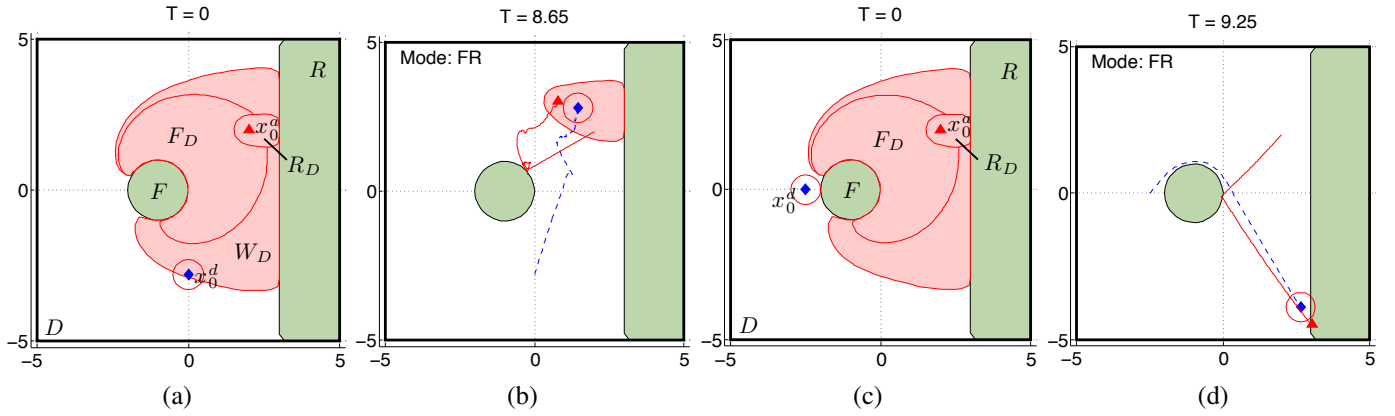 T = 0
5
0
−5
−5
0
5
R
F_D
x_0^a
R_D
F
W_D
x_0^d
D
(a)
T = 8.65
5
0
−5
−5
0
5
Mode: FR
(b)
T = 0
5
0
−5
−5
0
5
R
F_D
x_0^a
R_D
F
x_0^d
W_D
D
(c)
T = 9.25
5
0
−5
−5
0
5
Mode: FR
(d)